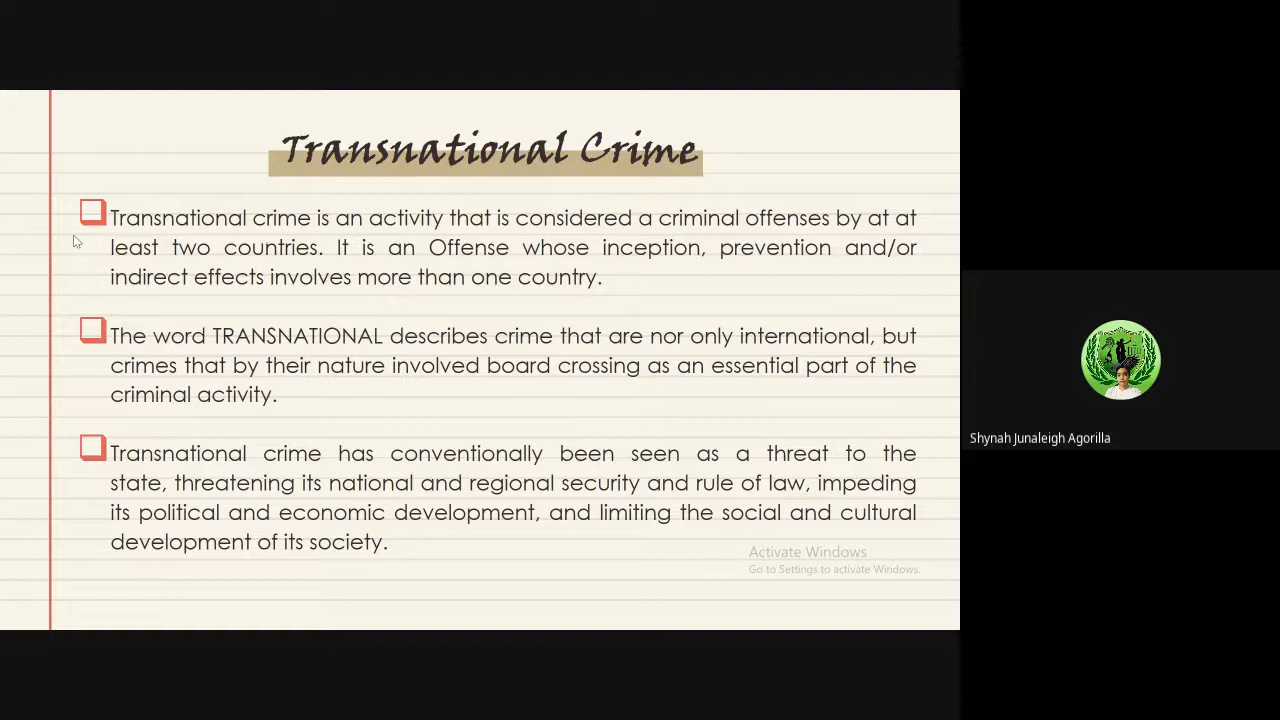 Transnational Crime
Transnational crime is an activity that is considered a criminal offenses by at at
least two countries. It is an Offense whose inception, prevention and/or
indirect effects involves more than one country.
The word TRANSNATIONAL describes crime that are nor only international, but
crimes that by their nature involved board crossing as an essential part of the
criminal activity.
Transnational crime has conventionally been seen as a threat to the
state, threatening its national and regional security and rule of law, impeding
its political and economic development, and limiting the social and cultural
development of its society.
Activate Windows
Go to Settings to activate Windows.
Shynah Junaleigh Agorilla